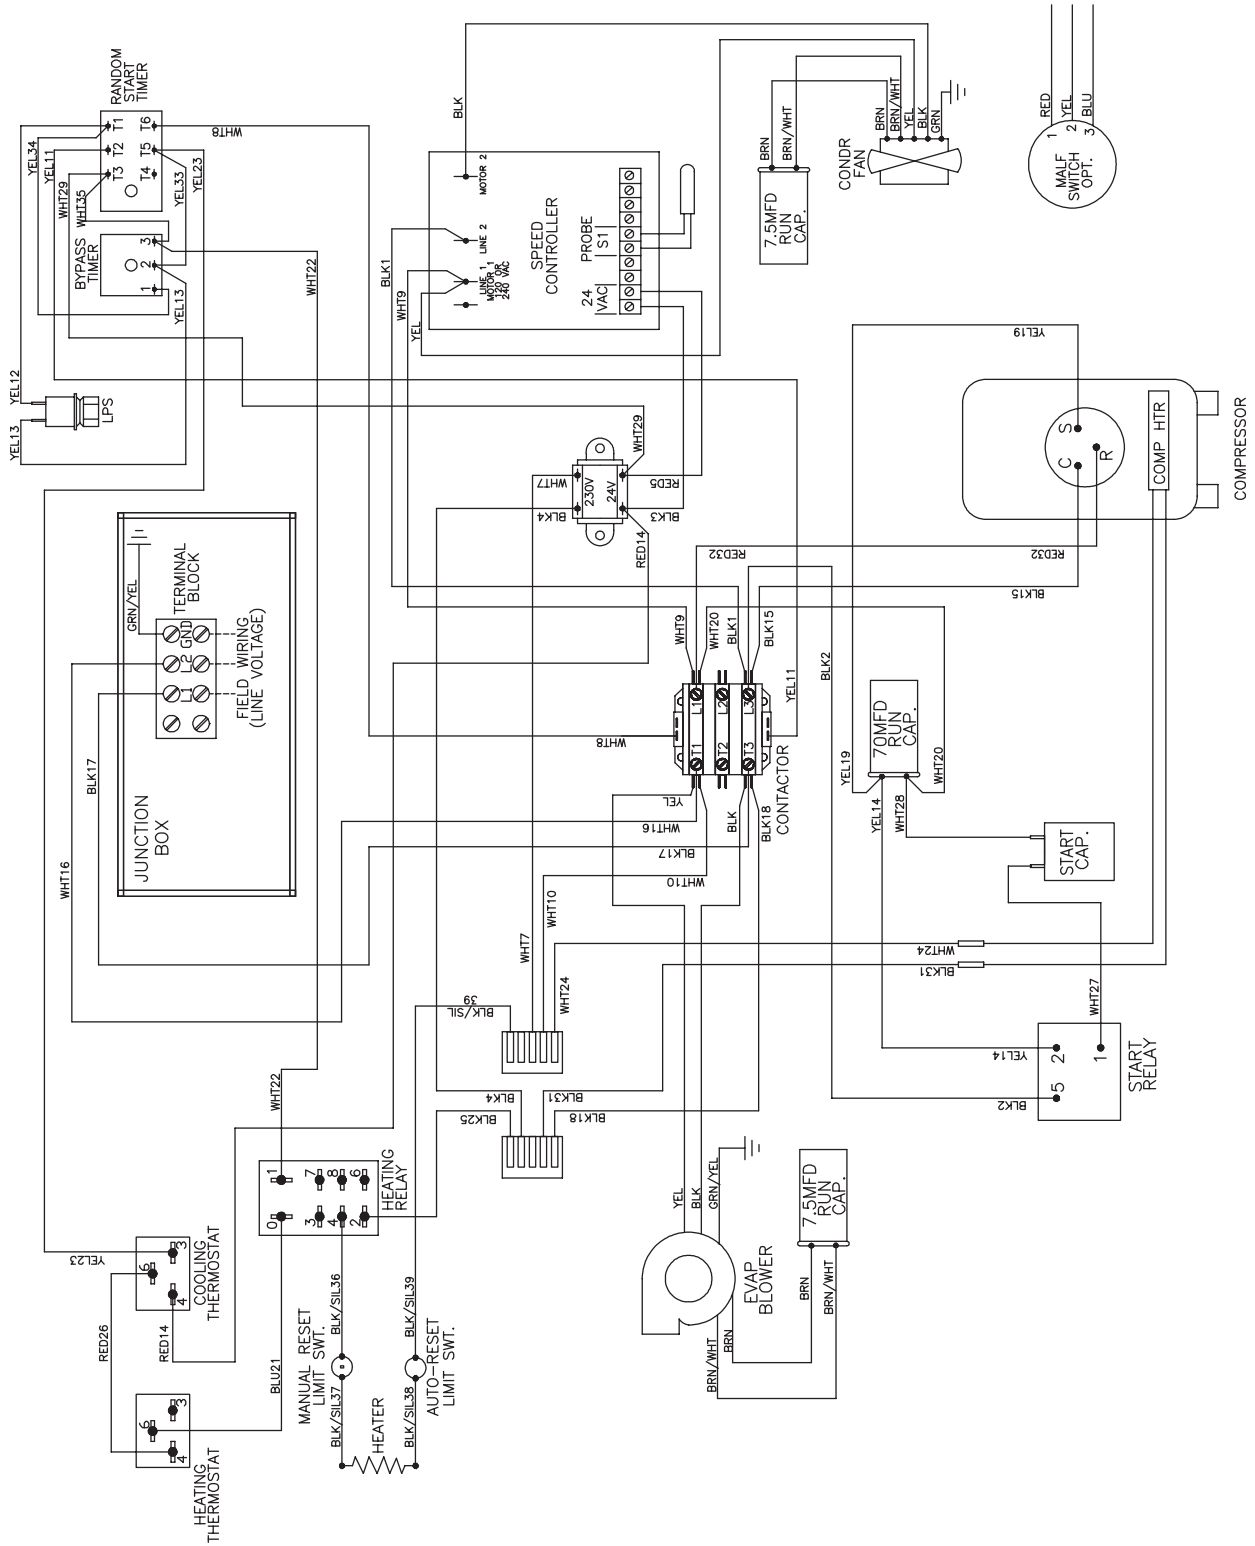 RANDOM
START
TIMER
T1
T2
T3
T6
T5
T4
YEL34
YEL11
WHT29
WHT35
WHT8
YEL33
YEL23
BYPASS
TIMER
3
2
1
YEL13
WHT22
YEL12
YEL13
LPS
BLK
MOTOR 2
LINE 2
LINE 1
MOTOR 1
120 OR
240 VAC
SPEED
CONTROLLER
PROBE
S1
24
VAC
BLK1
WHT9
YEL
BRN
BRN/WHT
7.5MFD
RUN
CAP.
BRN
BRN/WHT
YEL
BLK
GRN
CONDR
FAN
RED
YEL
BLU
1
2
3
MALF
SWITCH
OPT.
YEL19
C
S
R
COMP HTR
COMPRESSOR
WHT29
WHT7
BLK4
230V
24V
RED5
BLK3
RED14
RED32
RED32
BLK15
GRN/YEL
TERMINAL
BLOCK
L1
L2
GND
FIELD WIRING
(LINE VOLTAGE)
JUNCTION
BOX
BLK17
WHT16
WHT9
WHT20
BLK1
BLK15
BLK2
YEL11
WHT8
L1
L2
L3
T1
T2
T3
CONTACTOR
YEL
WHT16
BLK17
WHT10
BLK
BLK18
YEL19
70MFD
RUN
CAP.
YEL14
WHT28
WHT20
START
CAP.
WHT7
WHT10
WHT24
BLK/SIL
39
WHT24
BLK31
WHT27
YEL14
BLK2
2
5
1
START
RELAY
BLK4
BLK25
BLK31
BLK18
WHT22
0
1
3
7
4
8
2
6
HEATING
RELAY
YEL
BLK
GRN/YEL
EVAP
BLOWER
7.5MFD
RUN
CAP.
BRN
BRN/WHT
BRN/WHT
BRN
YEL23
6
3
4
COOLING
THERMOSTAT
RED26
RED14
BLU21
BLK/SIL36
MANUAL RESET
LIMIT SWT.
BLK/SIL37
BLK/SIL39
AUTO-RESET
LIMIT SWT.
BLK/SIL38
HEATER
6
3
4
HEATING
THERMOSTAT